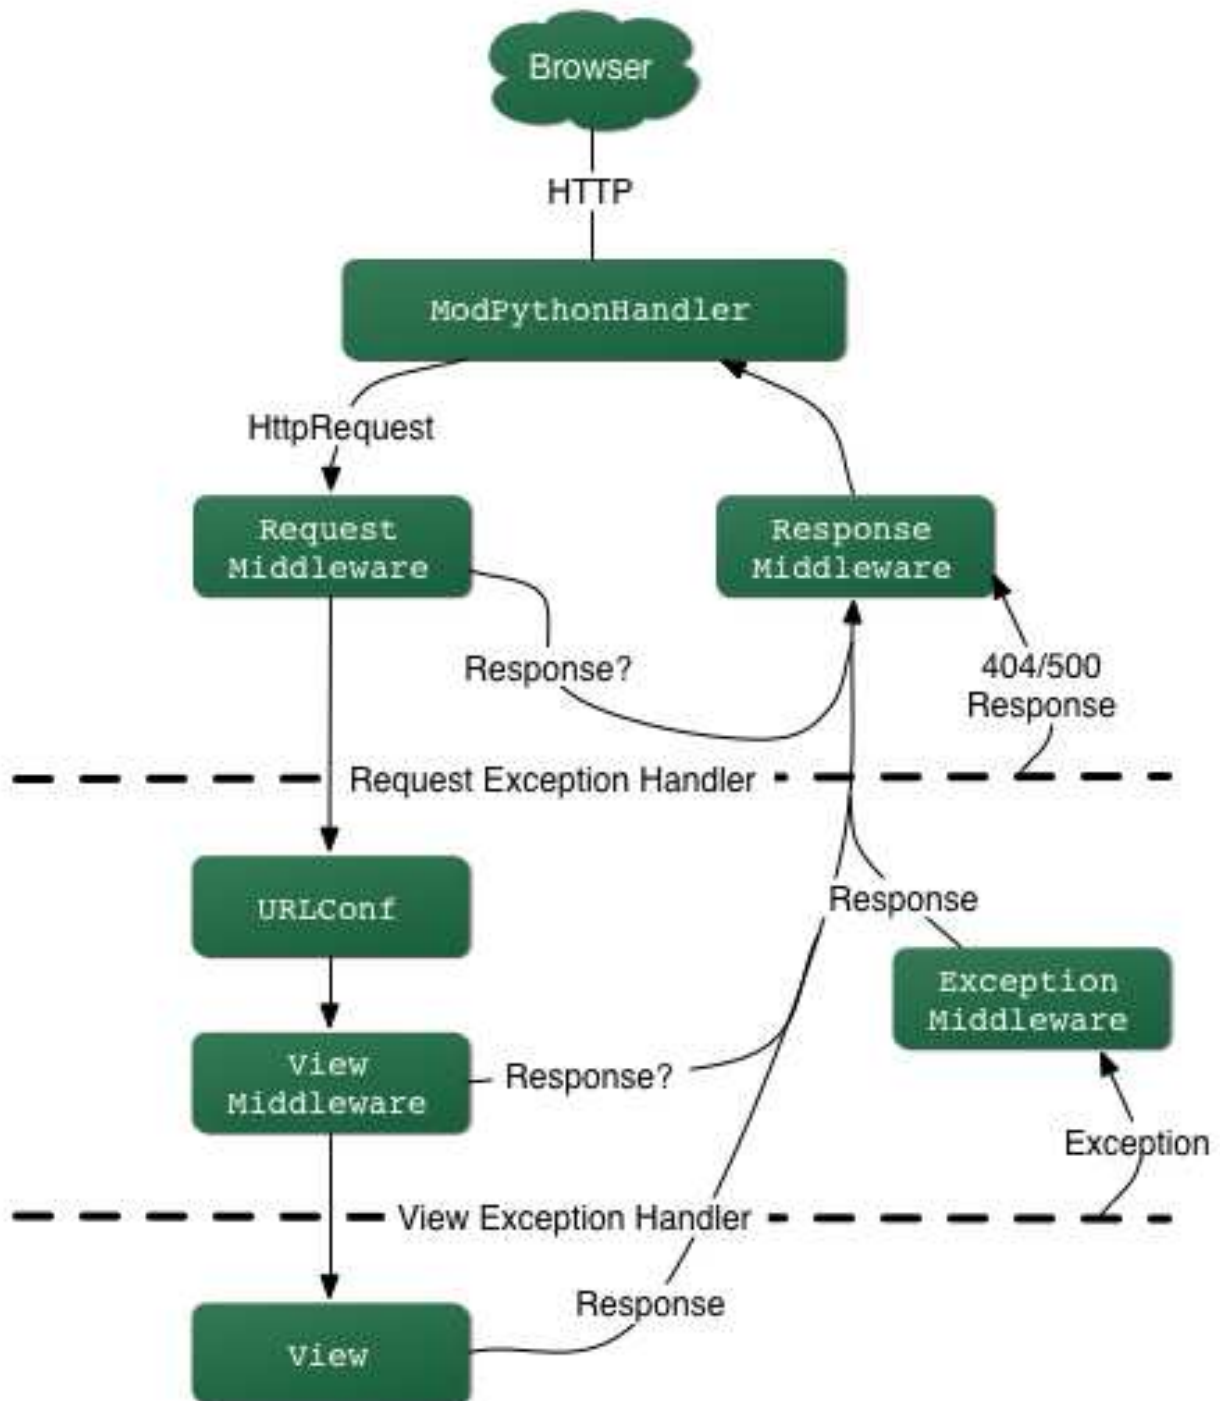 Browser
HTTP
ModPythonHandler
HttpRequest
Request
Middleware
Response
Middleware
Response?
404/500
Response
Request Exception Handler
URLConf
Response
Exception
Middleware
View
Middleware
Response?
Exception
View Exception Handler
Response
View